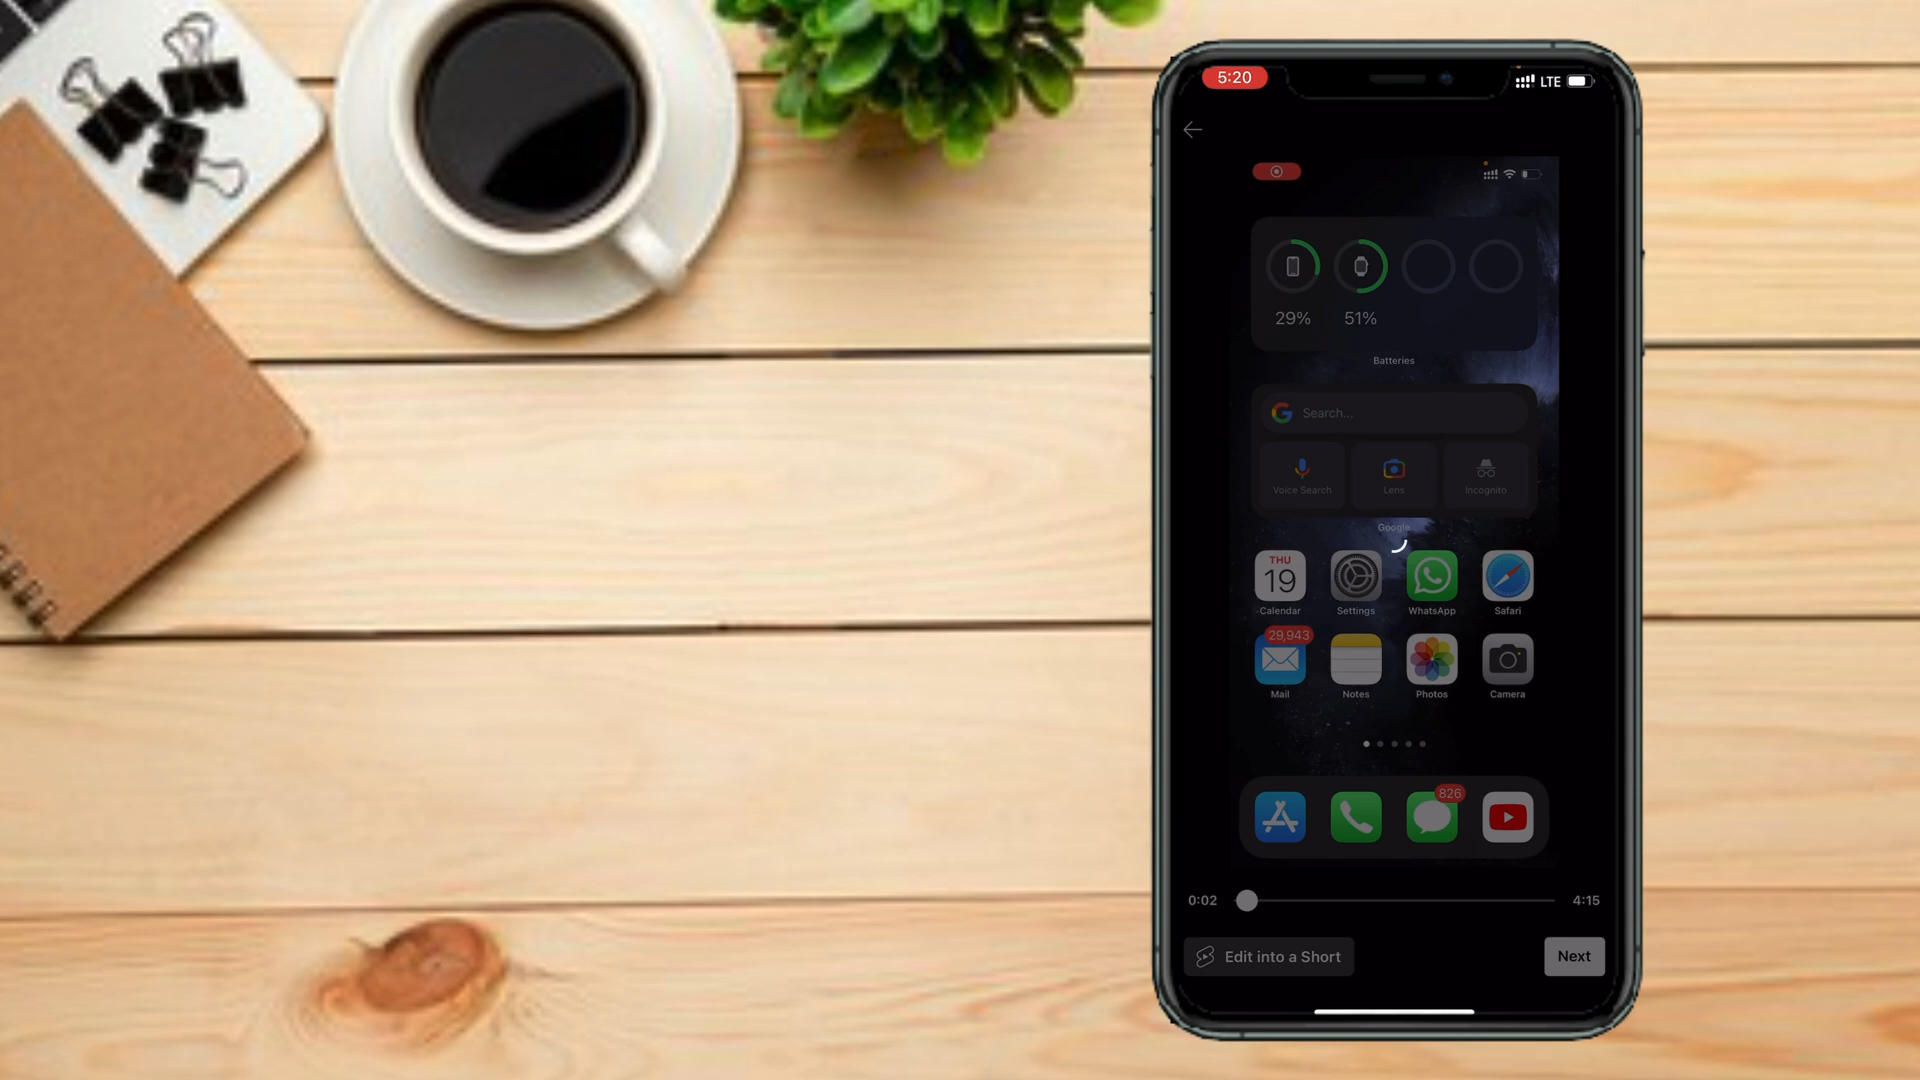 5:20
LTE
29%
51%
Batteries
Search...
Voice Search
Lens
Incognito
Google
THU
19
Calendar
Settings
WhatsApp
Safari
29,943
Mail
Notes
Photos
Camera
826
0:02
4:15
Edit into a Short
Next